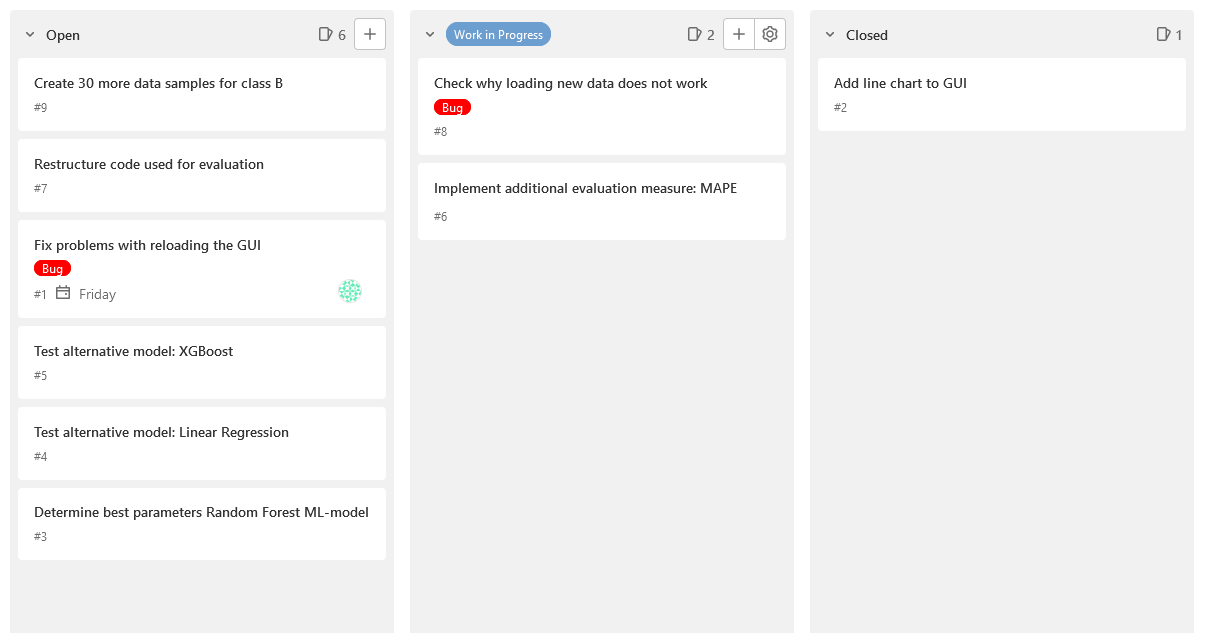 Open 6
Create 30 more data samples for class B
#9
Restructure code used for evaluation
#7
Fix problems with reloading the GUI
Bug
#1 Friday
Test alternative model: XGBoost
#5
Test alternative model: Linear Regression
#4
Determine best parameters Random Forest ML-model
#3
Work in Progress 2
Check why loading new data does not work
Bug
#8
Implement additional evaluation measure: MAPE
#6
Closed 1
Add line chart to GUI
#2